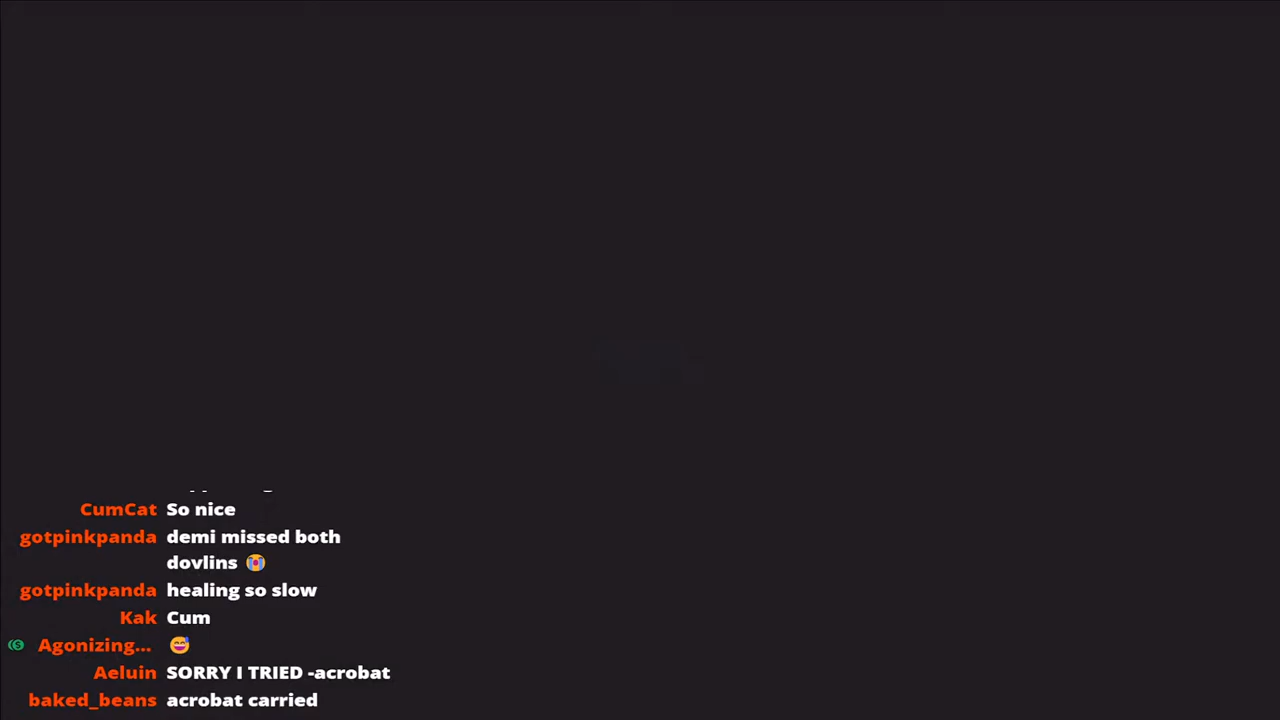 CumCat So nice
gotpinkpanda demi missed both
dovlins 😭
gotpinkpanda healing so slow
Kak Cum
Agonizing... 😅
Aeluin SORRY I TRIED -acrobat
baked_beans acrobat carried